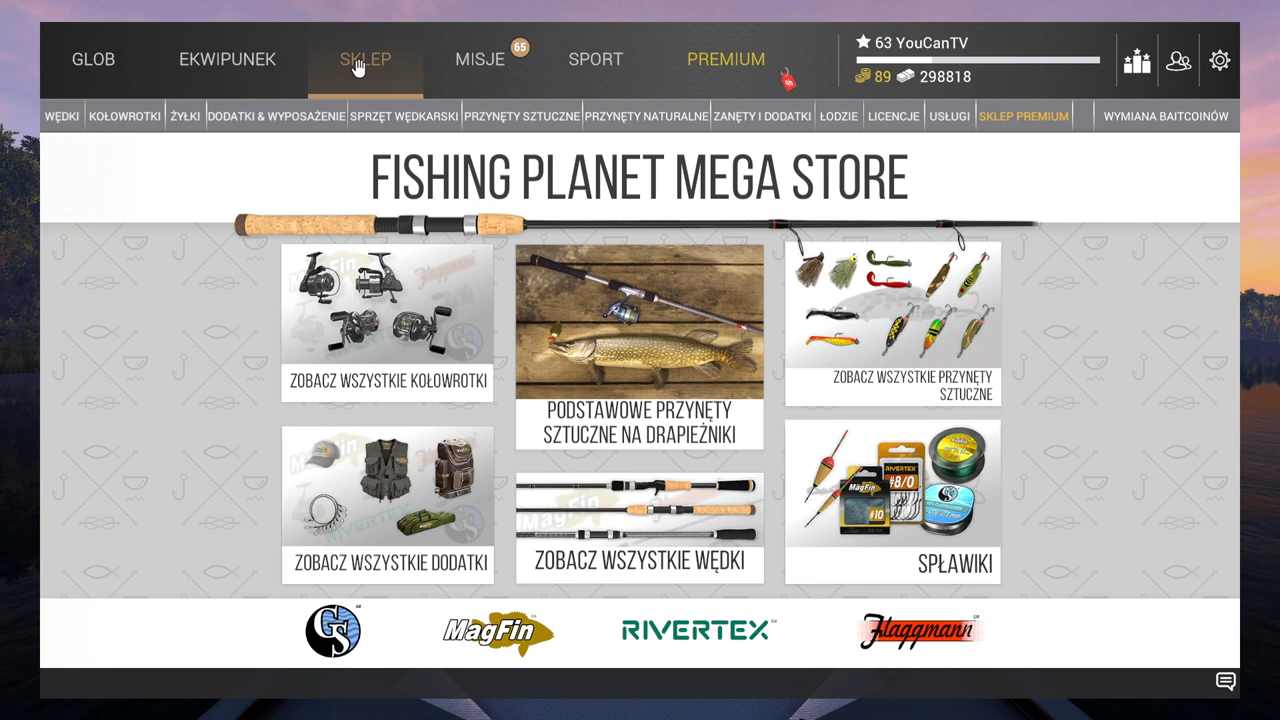 GLOB
EKWIPUNEK
SKLEP
MISJE
65
SPORT
PREMIUM
%
63 YouCanTV
89
298818
WĘDKI
KOŁOWROTKI
ŻYŁKI
DODATKI & WYPOSAŻENIE
SPRZĘT WĘDKARSKI
PRZYNĘTY SZTUCZNE
PRZYNĘTY NATURALNE
ZANĘTY I DODATKI
ŁODZIE
LICENCJE
USŁUGI
SKLEP PREMIUM
WYMIANA BAITCOINÓW
FISHING PLANET MEGA STORE
ZOBACZ WSZYSTKIE KOŁOWROTKI
PODSTAWOWE PRZYNĘTY
SZTUCZNE NA DRAPIEŻNIKI
ZOBACZ WSZYSTKIE PRZYNĘTY
SZTUCZNE
ZOBACZ WSZYSTKIE DODATKI
ZOBACZ WSZYSTKIE WĘDKI
MagFin
#10
RIVERTEX
#8/0
MagFin
SPŁAWIKI
GS
MagFin
RIVERTEX
Flaggmann